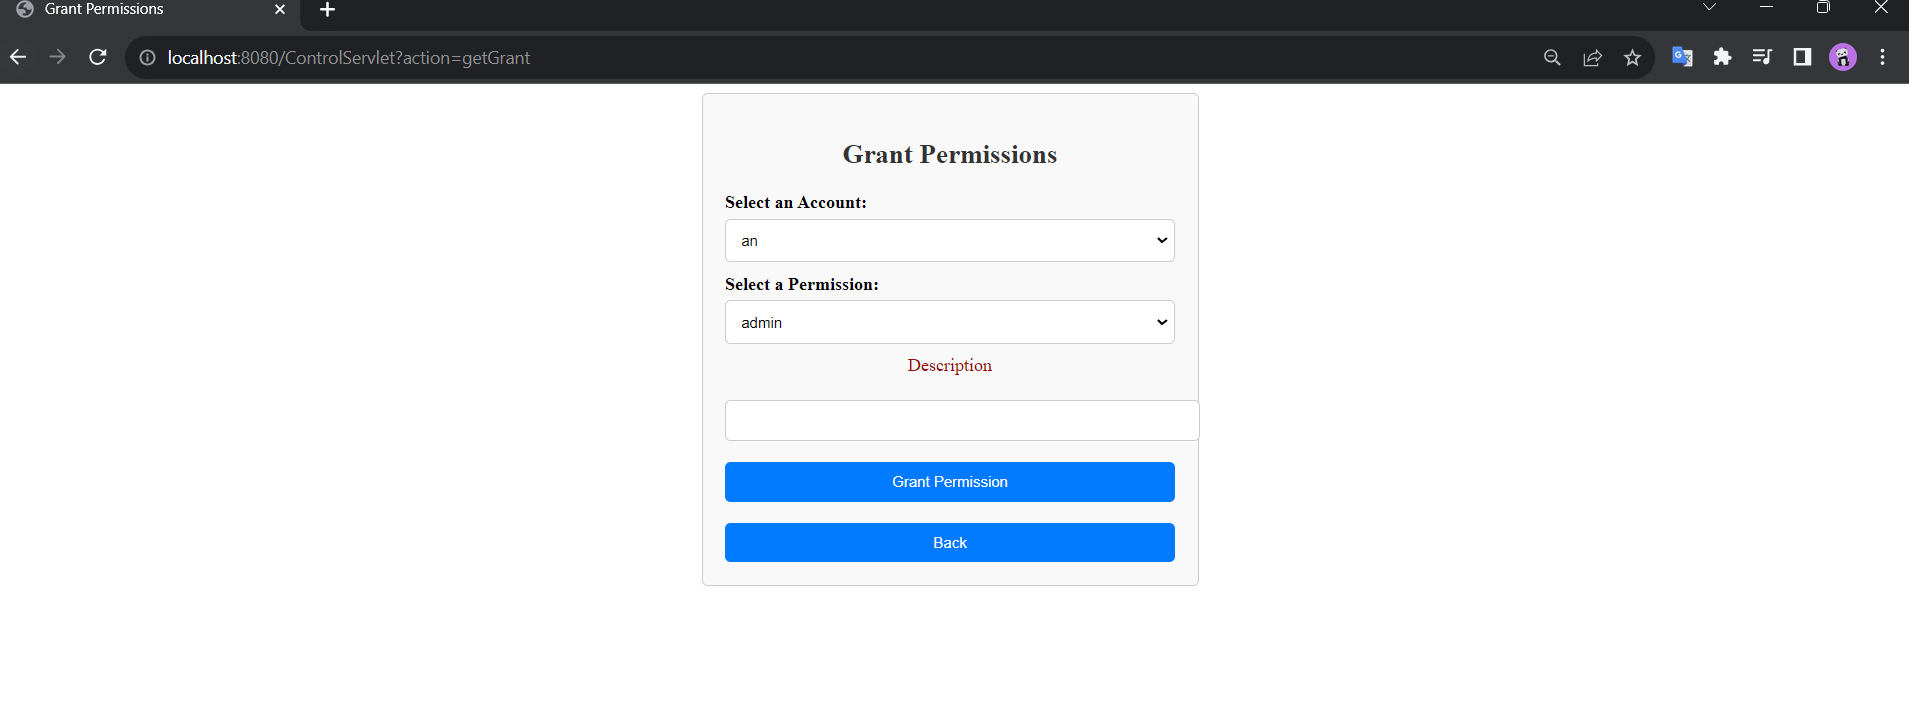 Grant Permissions
localhost:8080/ControlServlet?action=getGrant
Grant Permissions
Select an Account:
an
Select a Permission:
admin
Description
Grant Permission
Back